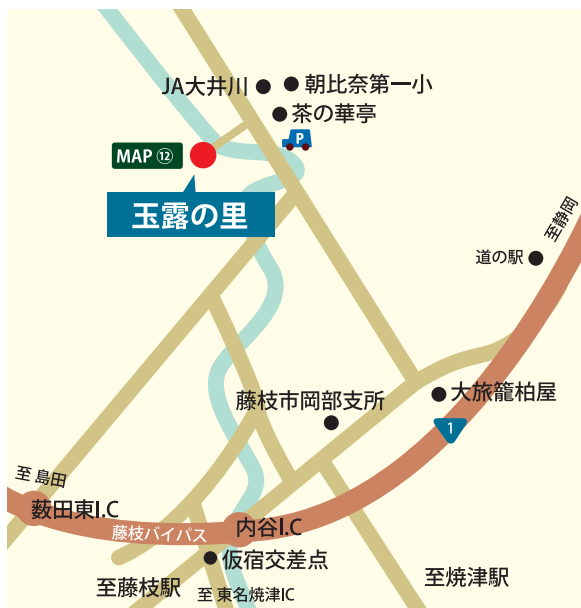 JA大井川
朝比奈第一小
茶の華亭
P
MAP ⑫
玉露の里
至静岡
道の駅
大旅籠柏屋
藤枝市岡部支所
1
至 島田
薮田東I.C
藤枝バイパス
内谷I.C
仮宿交差点
至藤枝駅
至 東名焼津IC
至焼津駅